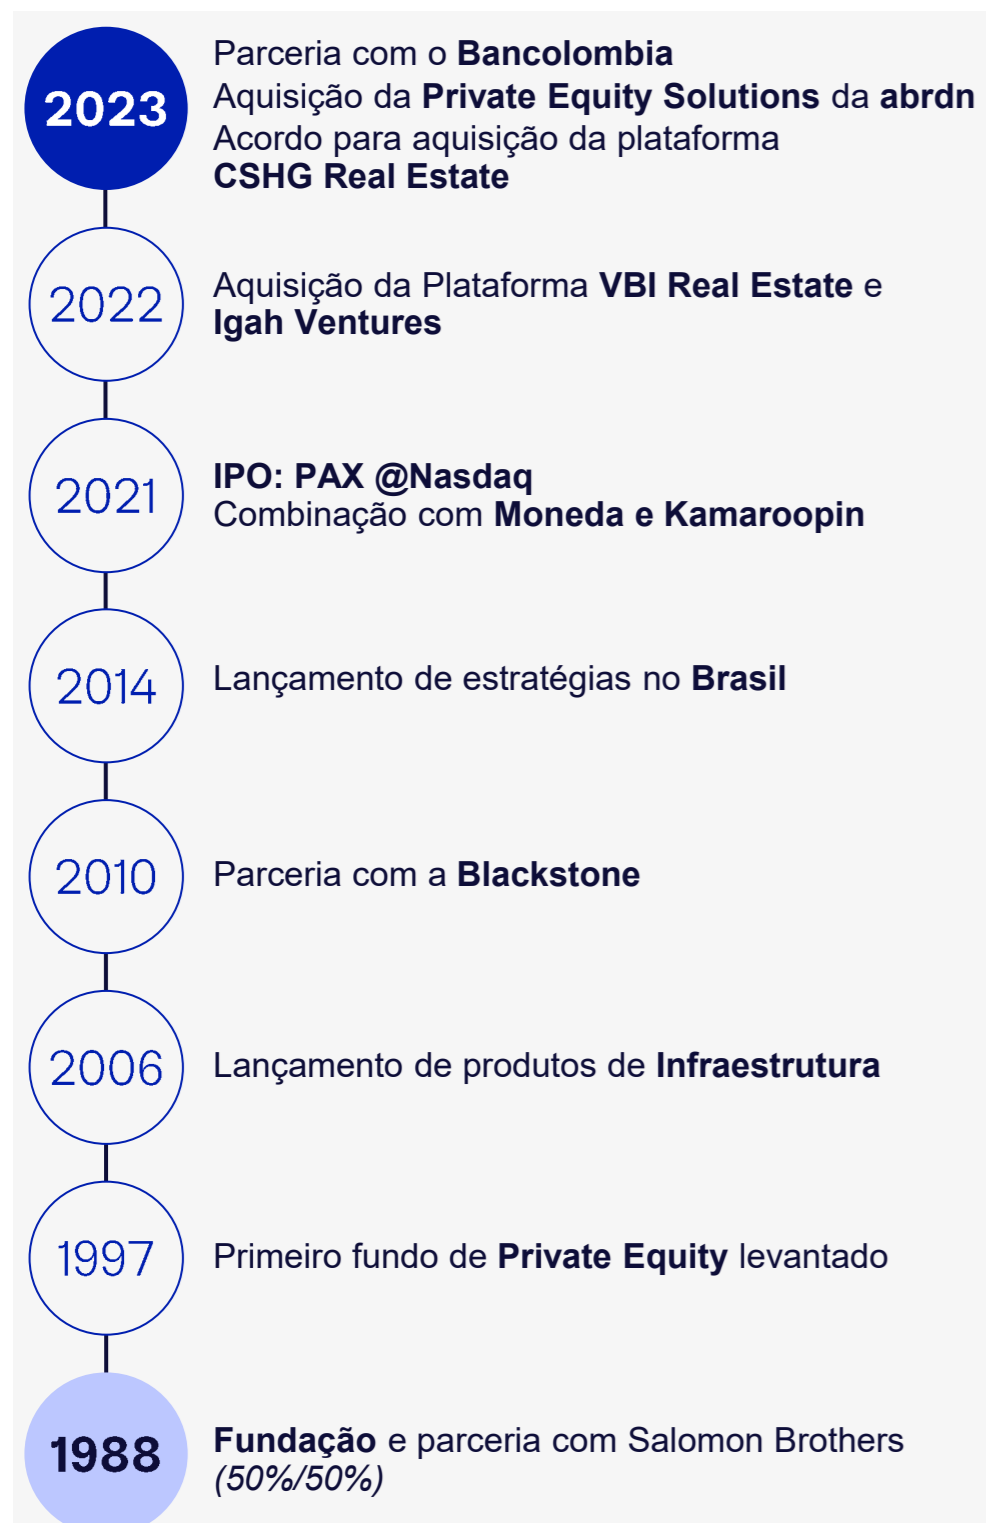 2023
Parceria com o Bancolombia
Aquisição da Private Equity Solutions da abrdn
Acordo para aquisição da plataforma
CSHG Real Estate
2022
Aquisição da Plataforma VBI Real Estate e
Igah Ventures
2021
IPO: PAX @Nasdaq
Combinação com Moneda e Kamaroopin
2014
Lançamento de estratégias no Brasil
2010
Parceria com a Blackstone
2006
Lançamento de produtos de Infraestrutura
1997
Primeiro fundo de Private Equity levantado
1988
Fundação e parceria com Salomon Brothers
(50%/50%)